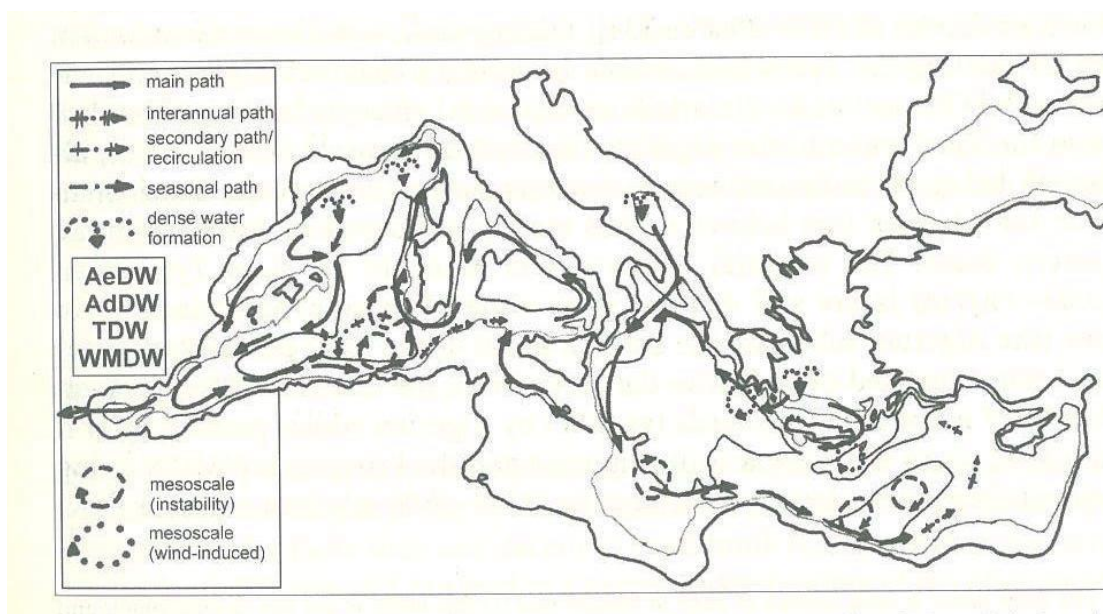 main path
interannual path
secondary path/
recirculation
seasonal path
dense water
formation
AeDW
AdDW
TDW
WMDW
mesoscale
(instability)
mesoscale
(wind-induced)